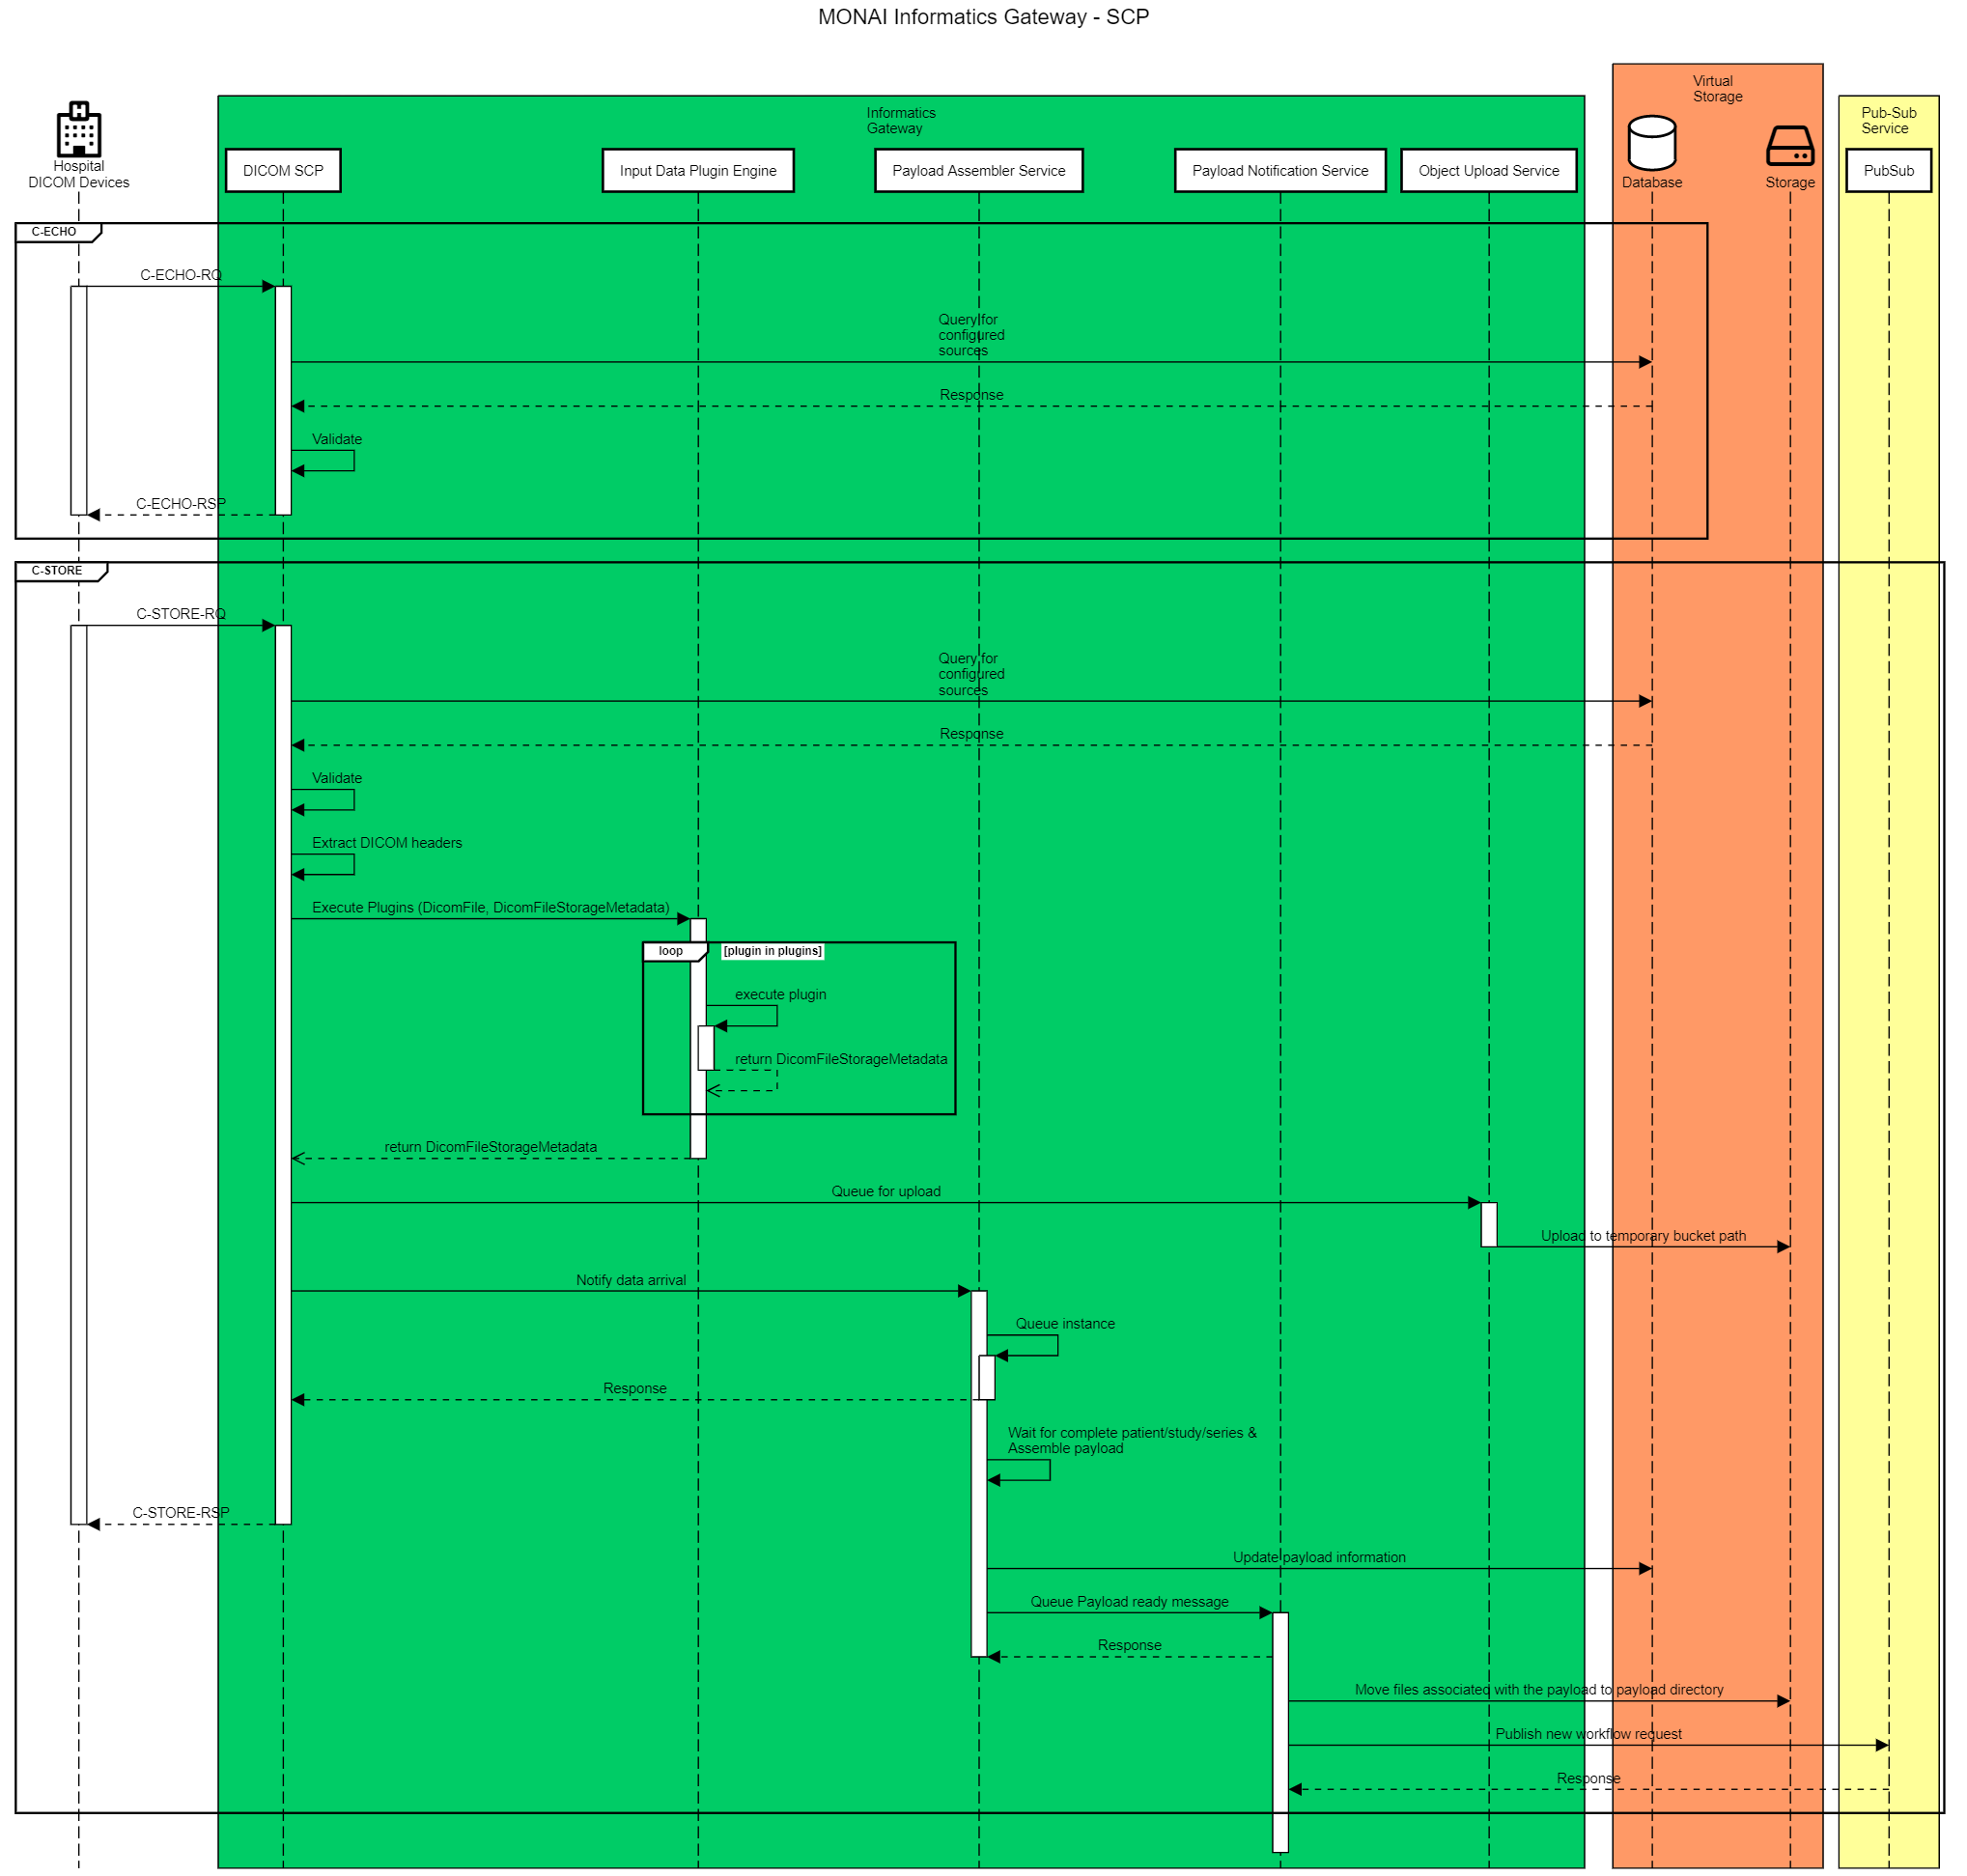 MONAI Informatics Gateway - SCP
Virtual
Storage
Informatics
Gateway
Pub-Sub
Service
Hospital
DICOM Devices
DICOM SCP
Input Data Plugin Engine
Payload Assembler Service
Payload Notification Service
Object Upload Service
Database
Storage
PubSub
C-ECHO
C-ECHO-RQ
Query for
configured
sources
Response
Validate
C-ECHO-RSP
C-STORE
C-STORE-RQ
Query for
configured
sources
Response
Validate
Extract DICOM headers
Execute Plugins (DicomFile, DicomFileStorageMetadata)
loop
[plugin in plugins]
execute plugin
return DicomFileStorageMetadata
return DicomFileStorageMetadata
Queue for upload
Upload to temporary bucket path
Notify data arrival
Queue instance
Response
Wait for complete patient/study/series &
Assemble payload
C-STORE-RSP
Update payload information
Queue Payload ready message
Response
Move files associated with the payload to payload directory
Publish new workflow request
Response